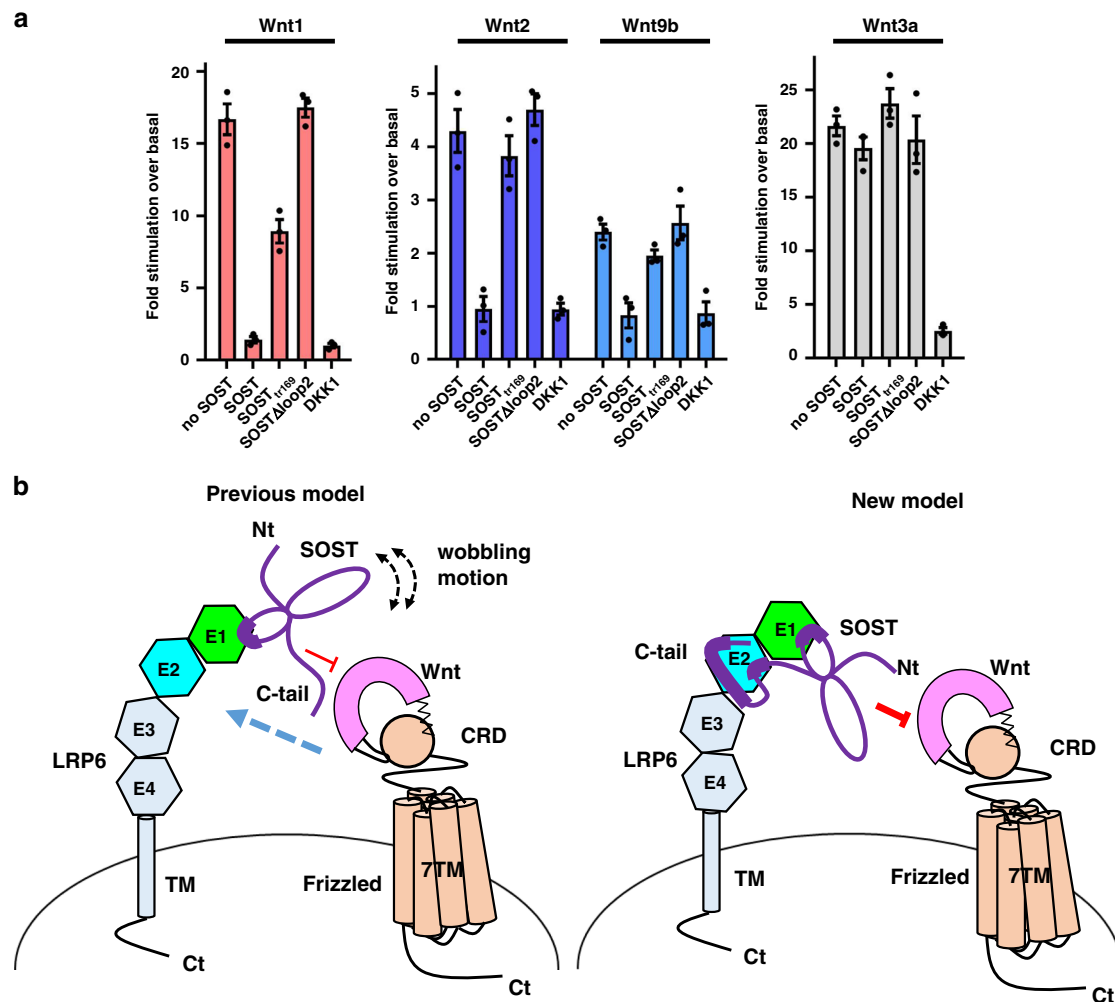 a
Wnt1
Fold stimulation over basal
20
15
10
5
0
no SOST
SOST
SOSTtr169
SOSTΔloop2
DKK1
Wnt2
Wnt9b
Fold stimulation over basal
5
4
3
2
1
0
no SOST
SOST
SOSTtr169
SOSTΔloop2
DKK1
no SOST
SOST
SOSTtr169
SOSTΔloop2
DKK1
Wnt3a
Fold stimulation over basal
25
20
15
10
5
0
no SOST
SOST
SOSTtr169
SOSTΔloop2
DKK1
b
Previous model
Nt
SOST
wobbling
motion
E1
E2
C-tail
Wnt
E3
CRD
LRP6
E4
7TM
TM
Frizzled
Ct
Ct
New model
E1
SOST
C-tail
E2
Nt
Wnt
E3
CRD
LRP6
E4
7TM
TM
Frizzled
Ct
Ct